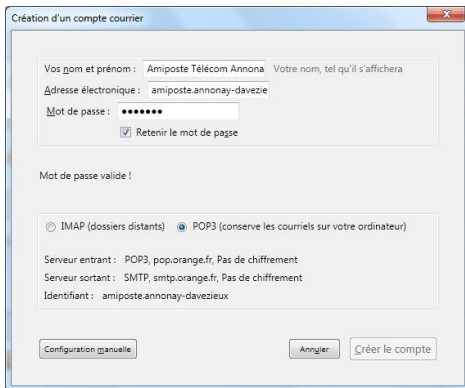 Création d'un compte courrier
Vos nom et prénom : Amiposte Télécom Annona Votre nom, tel qu'il s'affichera
Adresse électronique : amiposte.annonay-davezie
Mot de passe : •••••••
Retenir le mot de passe
Mot de passe valide !
IMAP (dossiers distants) POP3 (conserve les courriels sur votre ordinateur)
Serveur entrant : POP3, pop.orange.fr, Pas de chiffrement
Serveur sortant : SMTP, smtp.orange.fr, Pas de chiffrement
Identifiant : amiposte.annonay-davezieux
Configuration manuelle Annuler Créer le compte